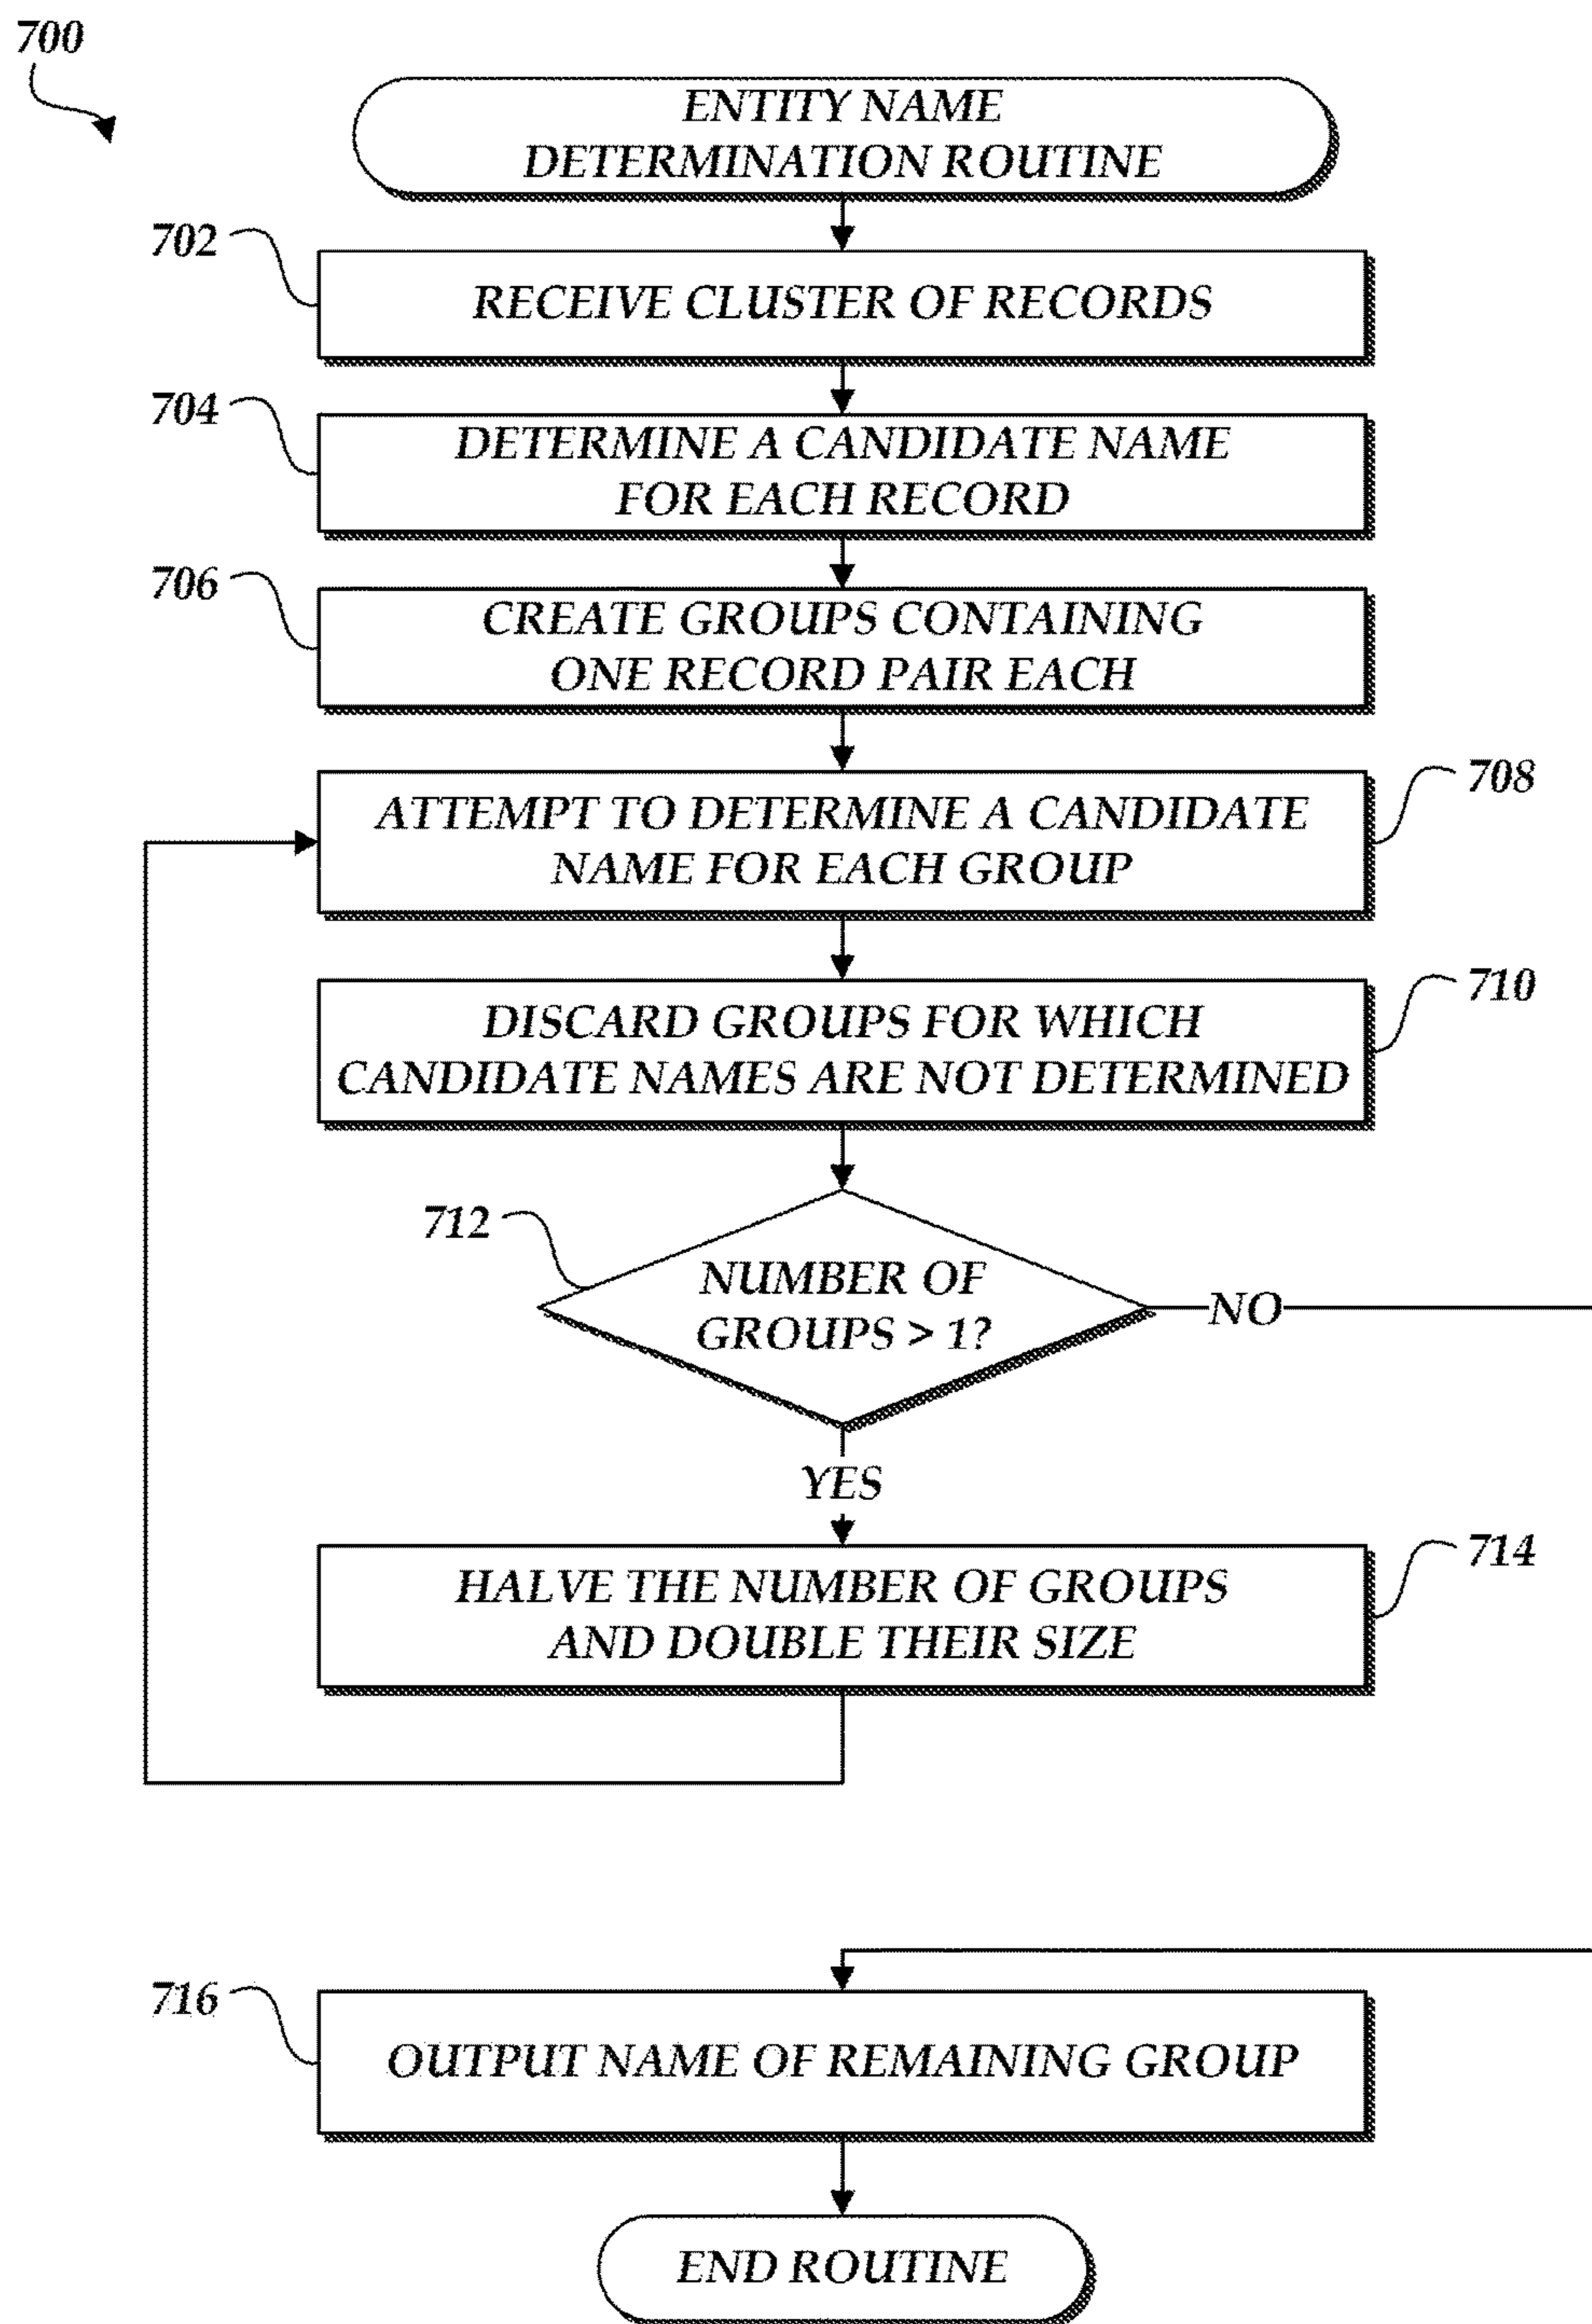 700
ENTITY NAME
DETERMINATION ROUTINE
702
RECEIVE CLUSTER OF RECORDS
704
DETERMINE A CANDIDATE NAME
FOR EACH RECORD
706
CREATE GROUPS CONTAINING
ONE RECORD PAIR EACH
708
ATTEMPT TO DETERMINE A CANDIDATE
NAME FOR EACH GROUP
710
DISCARD GROUPS FOR WHICH
CANDIDATE NAMES ARE NOT DETERMINED
712
NUMBER OF
GROUPS > 1?
NO
YES
714
HALVE THE NUMBER OF GROUPS
AND DOUBLE THEIR SIZE
716
OUTPUT NAME OF REMAINING GROUP
END ROUTINE